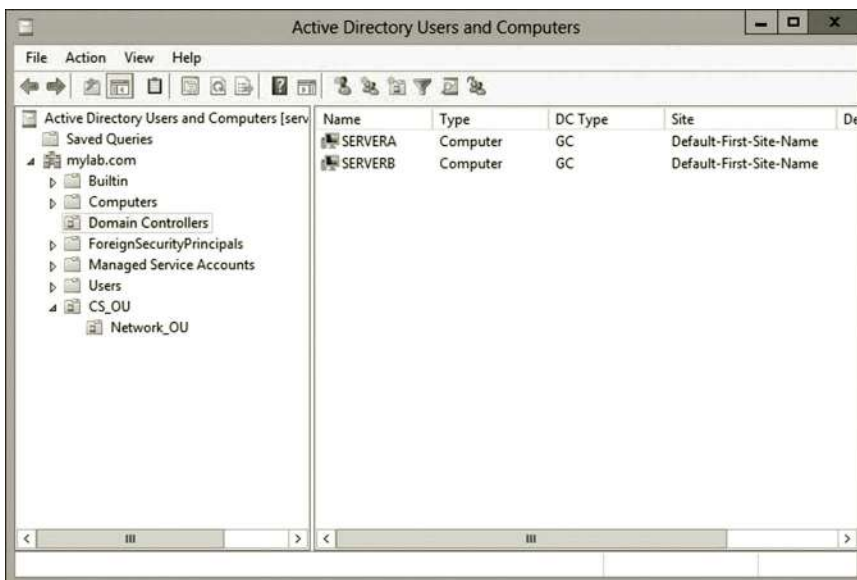 Active Directory Users and Computers
File Action View Help
Active Directory Users and Computers [serv
Saved Queries
mylab.com
Builtin
Computers
Domain Controllers
ForeignSecurityPrincipals
Managed Service Accounts
Users
CS_OU
Network_OU
Name Type DC Type Site De
SERVERA Computer GC Default-First-Site-Name
SERVERB Computer GC Default-First-Site-Name